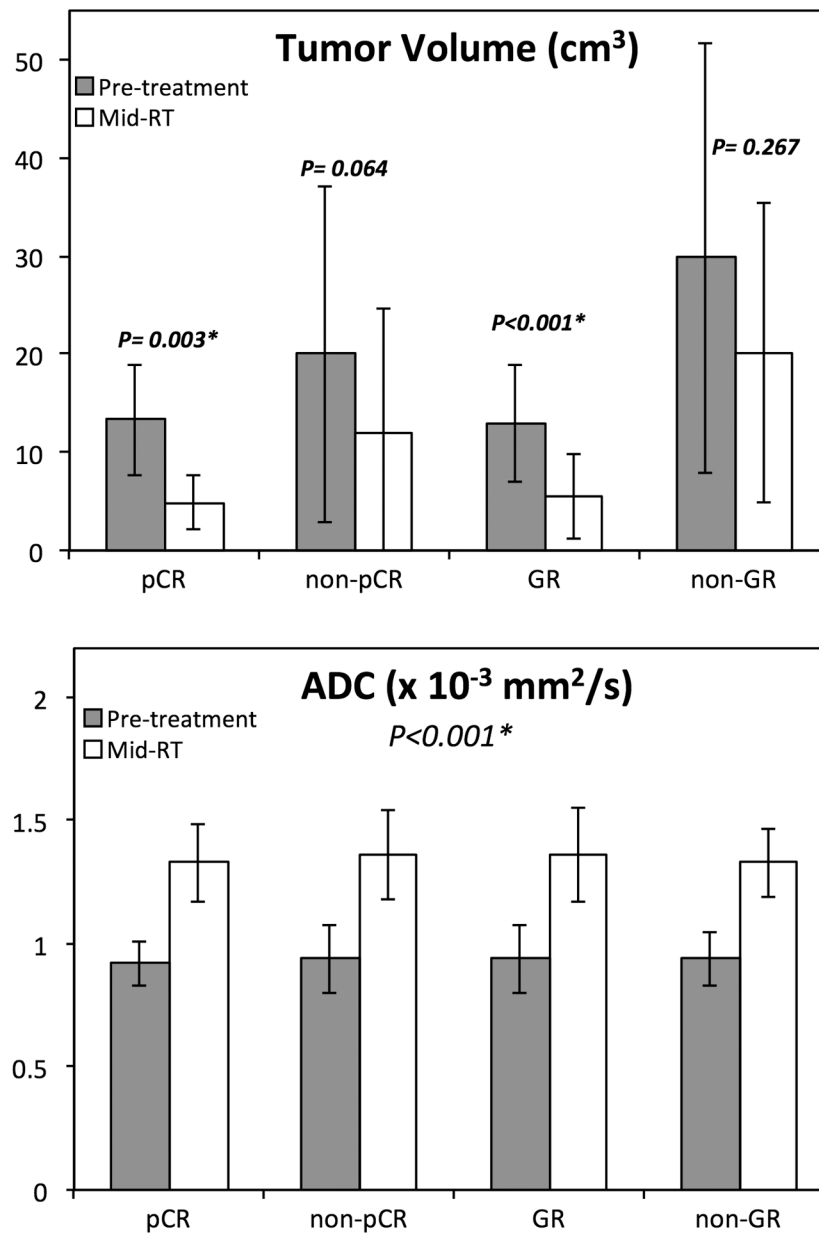 Tumor Volume (cm³)
50
Pre-treatment
Mid-RT
P= 0.267
P= 0.064
40
30
P<0.001*
P= 0.003*
20
10
0
pCR non-pCR GR non-GR
ADC (x 10⁻³ mm²/s)
2
Pre-treatment
P<0.001*
Mid-RT
1.5
1
0.5
0
pCR non-pCR GR non-GR